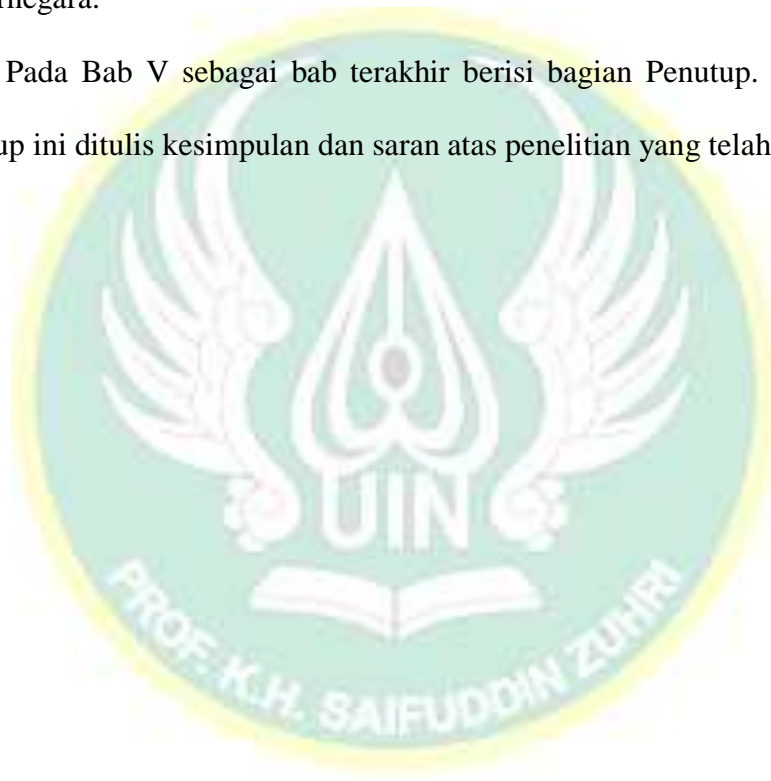 rnegara.
Pada Bab V sebagai bab terakhir berisi bagian Penutup.
up ini ditulis kesimpulan dan saran atas penelitian yang telah
UIN
PROF. K.H. SAIFUDDIN ZUHRI